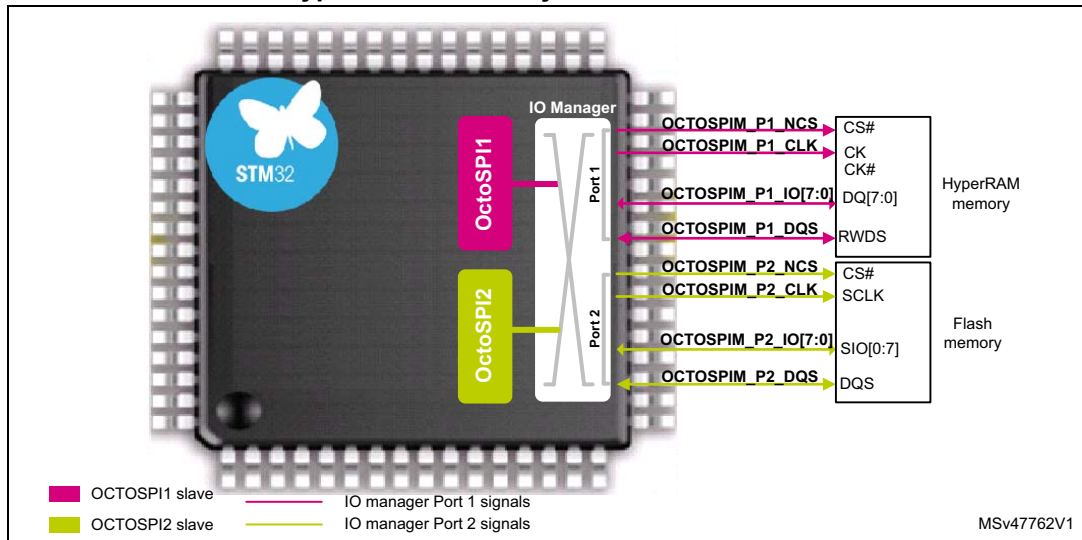 STM32
IO Manager
OctoSPI1
Port 1
OctoSPI2
Port 2
OCTOSPIM_P1_NCS
CS#
OCTOSPIM_P1_CLK
CK
CK#
OCTOSPIM_P1_IO[7:0]
DQ[7:0]
OCTOSPIM_P1_DQS
RWDS
HyperRAM
memory
OCTOSPIM_P2_NCS
CS#
OCTOSPIM_P2_CLK
SCLK
OCTOSPIM_P2_IO[7:0]
SIO[0:7]
OCTOSPIM_P2_DQS
DQS
Flash
memory
OCTOSPI1 slave
IO manager Port 1 signals
OCTOSPI2 slave
IO manager Port 2 signals
MSv47762V1